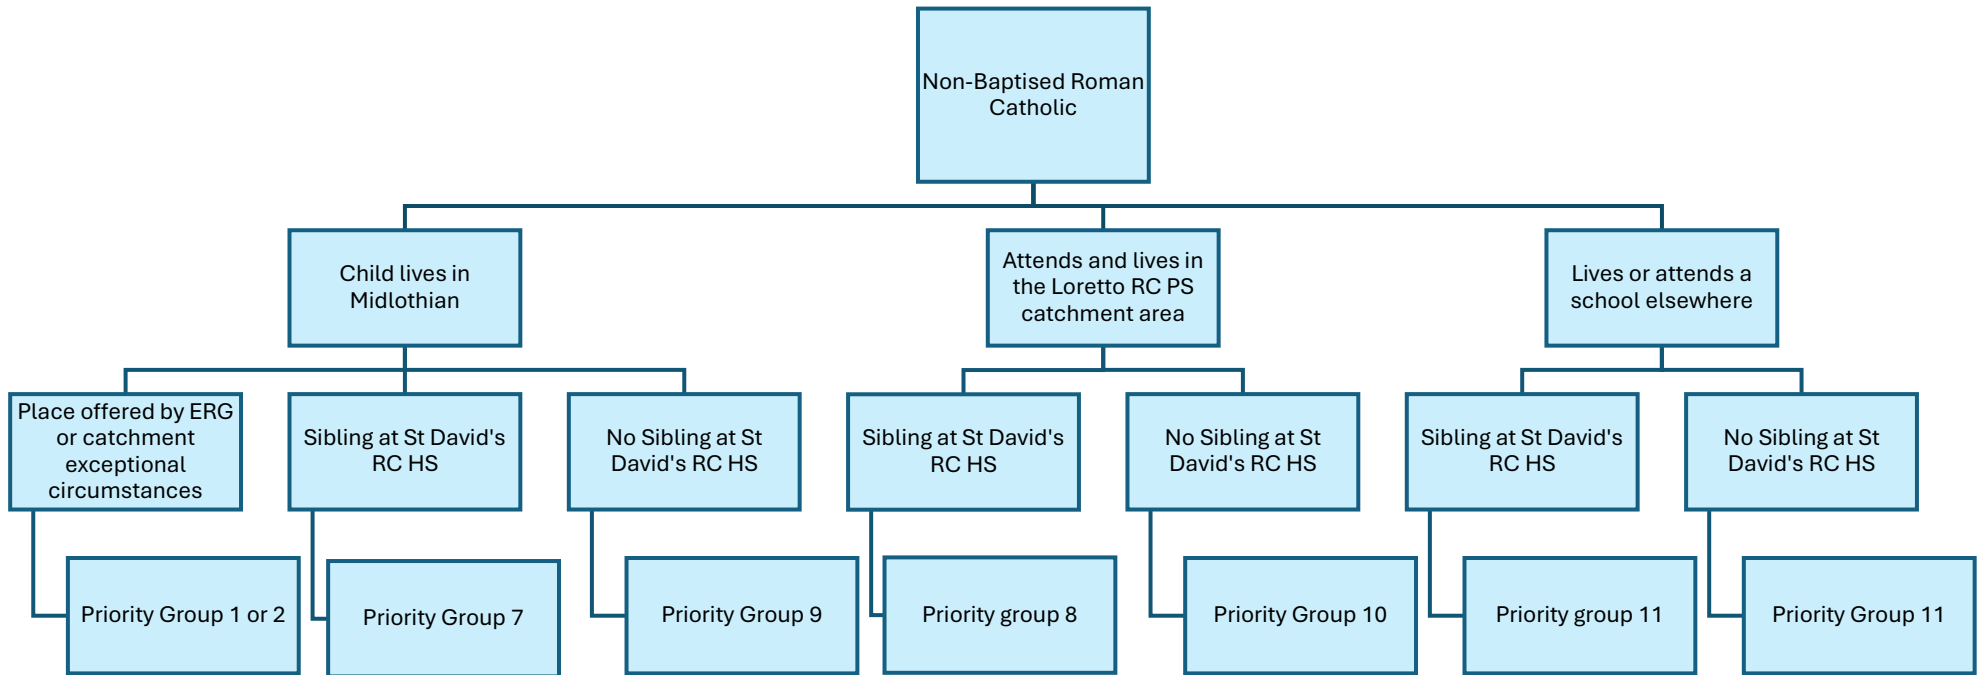 Non-Baptised Roman
Catholic
Child lives in
Midlothian
Attends and lives in
the Loretto RC PS
catchment area
Lives or attends a
school elsewhere
Place offered by ERG
or catchment
exceptional
circumstances
Sibling at St David's
RC HS
No Sibling at St
David's RC HS
Sibling at St David's
RC HS
No Sibling at St
David's RC HS
Sibling at St David's
RC HS
No Sibling at St
David's RC HS
Priority Group 1 or 2
Priority Group 7
Priority Group 9
Priority group 8
Priority Group 10
Priority group 11
Priority Group 11